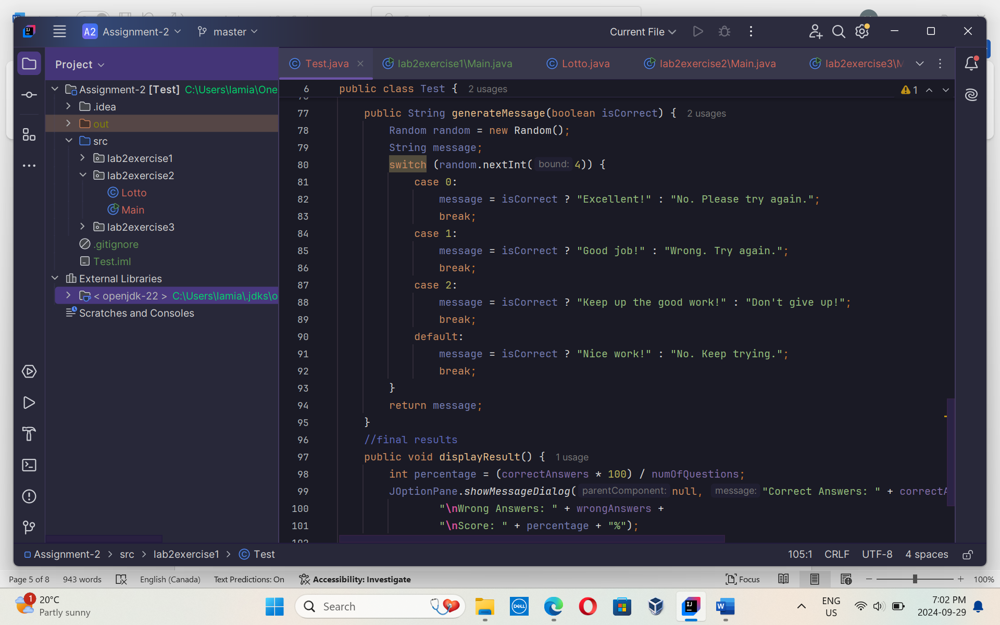 A2 Assignment-2 master Current File
Project
Test.java lab2exercise1\Main.java Lotto.java lab2exercise2\Main.java lab2exercise3\M
Assignment-2 [Test] C:\Users\lamia\One
.idea
out
src
lab2exercise1
lab2exercise2
Lotto
Main
lab2exercise3
.gitignore
Test.iml
External Libraries
< openjdk-22 > C:\Users\lamia\.jdks\o
Scratches and Consoles
6 public class Test { 2 usages 1
77 public String generateMessage(boolean isCorrect) { 2 usages
78 Random random = new Random();
79 String message;
80 switch (random.nextInt( bound: 4)) {
81 case 0:
82 message = isCorrect ? "Excellent!" : "No. Please try again.";
83 break;
84 case 1:
85 message = isCorrect ? "Good job!" : "Wrong. Try again.";
86 break;
87 case 2:
88 message = isCorrect ? "Keep up the good work!" : "Don't give up!";
89 break;
90 default:
91 message = isCorrect ? "Nice work!" : "No. Keep trying.";
92 break;
93 }
94 return message;
95 }
96 //final results
97 public void displayResult() { 1 usage
98 int percentage = (correctAnswers * 100) / numOfQuestions;
99 JOptionPane.showMessageDialog( parentComponent: null, message: "Correct Answers: " + correctA
100 "\nWrong Answers: " + wrongAnswers +
101 "\nScore: " + percentage + "%");
Assignment-2 > src > lab2exercise1 > Test 105:1 CRLF UTF-8 4 spaces
Page 5 of 8 943 words English (Canada) Text Predictions: On Accessibility: Investigate Focus 100%
1 20°C
Partly sunny
Search
DELL
ENG
US
7:02 PM
2024-09-29